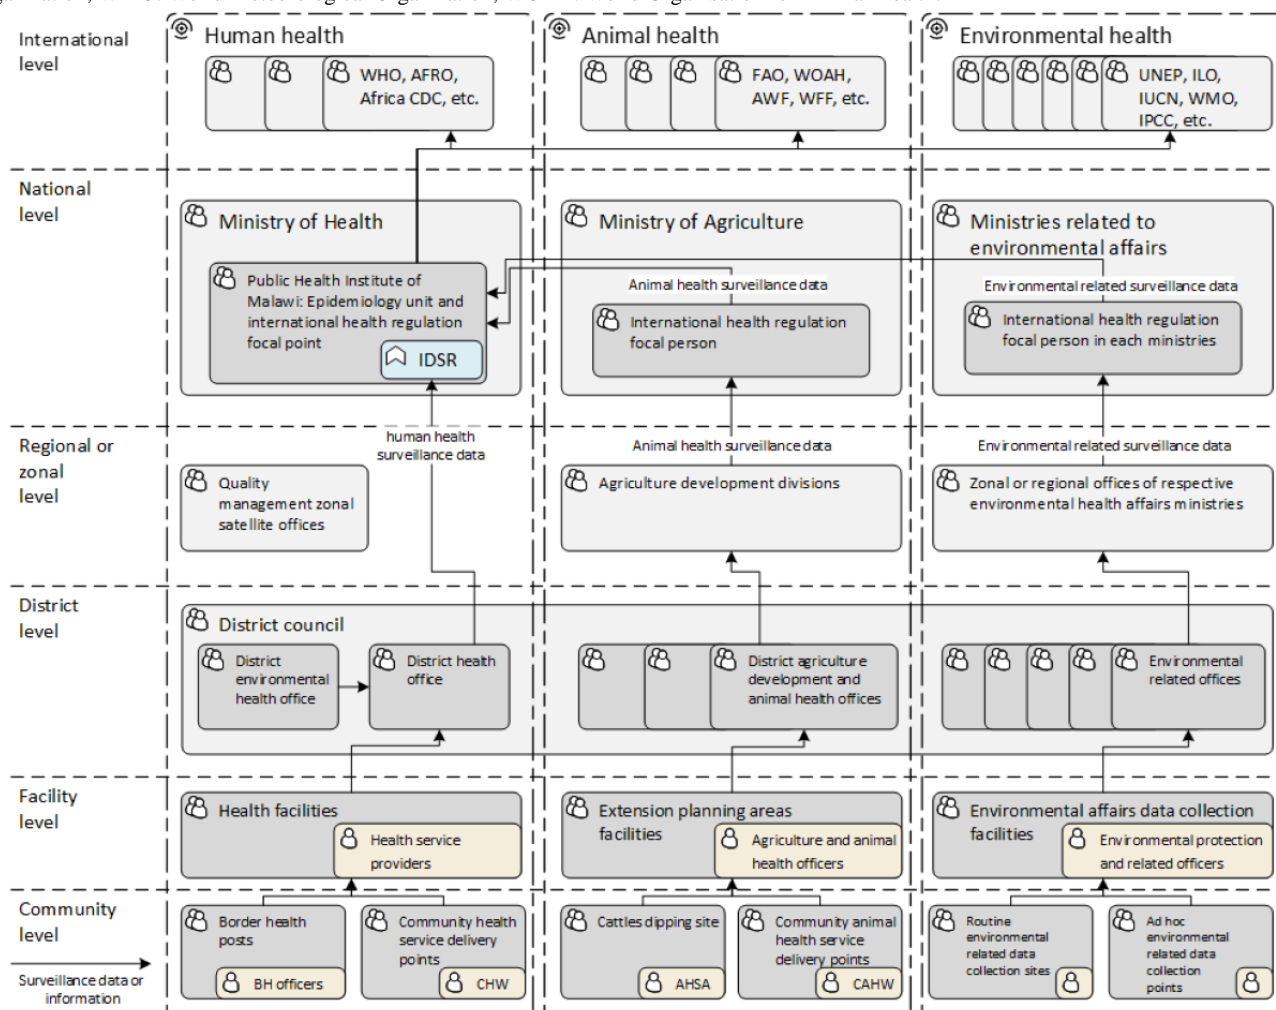 International
level
Human health
WHO, AFRO,
Africa CDC, etc.
Animal health
FAO, WOAH,
AWF, WFF, etc.
Environmental health
UNEP, ILO,
IUCN, WMO,
IPCC, etc.
National
level
Ministry of Health
Public Health Institute of
Malawi: Epidemiology unit and
international health regulation
focal point
IDSR
Ministry of Agriculture
Animal health surveillance data
International health regulation
focal person
Ministries related to
environmental affairs
Environmental related surveillance data
International health regulation
focal person in each ministries
Regional or
zonal
level
human health
surveillance data
Quality
management zonal
satellite offices
Animal health surveillance data
Agriculture development divisions
Environmental related surveillance data
Zonal or regional offices of respective
environmental health affairs ministries
District
level
District council
District
environmental
health office
District health
office
District agriculture
development and
animal health offices
Environmental
related offices
Facility
level
Health facilities
Health service
providers
Extension planning areas
facilities
Agriculture and animal
health officers
Environmental affairs data collection
facilities
Environmental protection
and related officers
Community
level
Border health
posts
BH officers
Community health
service delivery
points
CHW
Cattles dipping site
AHSA
Community animal
health service
delivery points
CAHW
Routine
environmental
related data
collection sites
Ad hoc
environmental
related data
collection
points
Surveillance data or
information